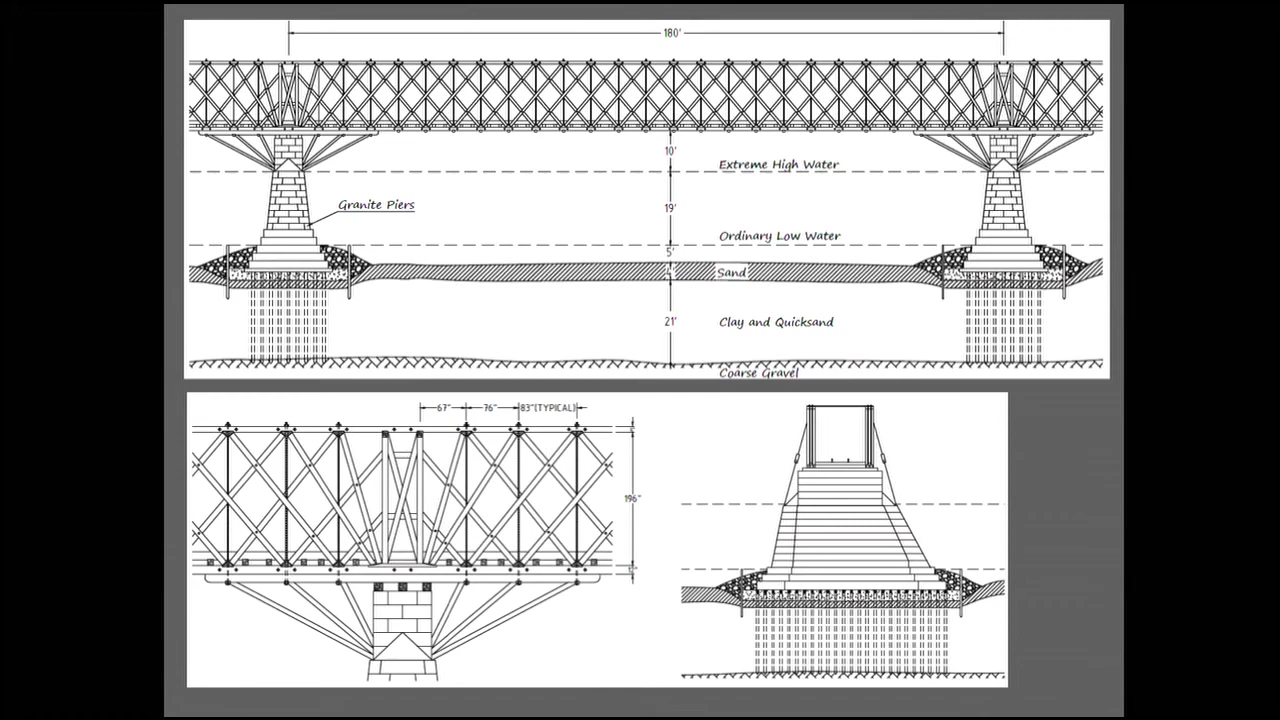 180'
10'
Extreme High Water
Granite Piers
19'
Ordinary Low Water
5'
Sand
21'
Clay and Quicksand
Coarse Gravel
67" 76" 83"(TYPICAL)
196"